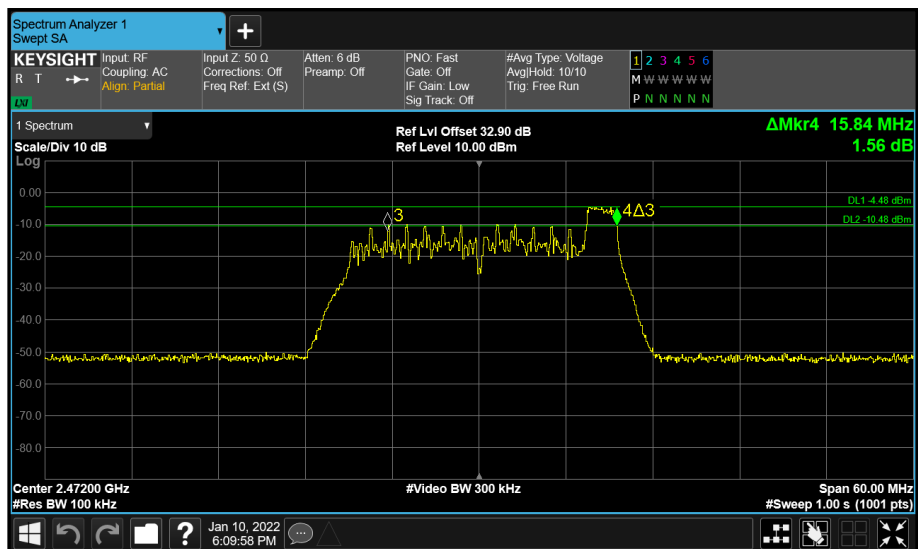 Spectrum Analyzer 1
Swept SA
+
KEYSIGHT
R T
LXI
Input: RF
Coupling: AC
Align: Partial
Input Z: 50 Ω
Corrections: Off
Freq Ref: Ext (S)
Atten: 6 dB
Preamp: Off
PNO: Fast
Gate: Off
IF Gain: Low
Sig Track: Off
#Avg Type: Voltage
Avg|Hold: 10/10
Trig: Free Run
1 2 3 4 5 6
M W W W W W
P N N N N N
1 Spectrum
Scale/Div 10 dB
Ref Lvl Offset 32.90 dB
Ref Level 10.00 dBm
ΔMkr4 15.84 MHz
1.56 dB
Log
0.00
-10.0
-20.0
-30.0
-40.0
-50.0
-60.0
-70.0
-80.0
3
4Δ3
DL1 -4.48 dBm
DL2 -10.48 dBm
Center 2.47200 GHz
#Res BW 100 kHz
#Video BW 300 kHz
Span 60.00 MHz
#Sweep 1.00 s (1001 pts)
?
Jan 10, 2022
6:09:58 PM